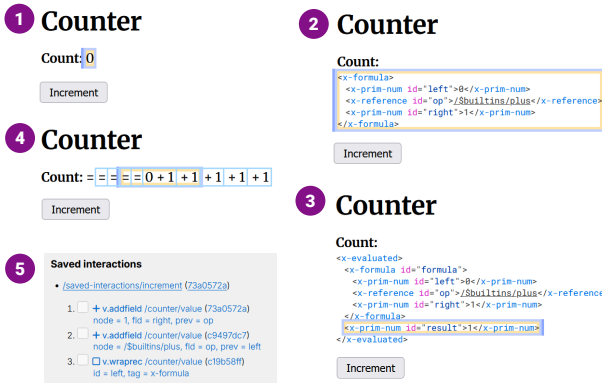 1 Counter
Count: 0
Increment
2 Counter
Count:
<x-formula>
<x-prim-num id="left">0</x-prim-num>
<x-reference id="op">/$builtins/plus</x-reference>
<x-prim-num id="right">1</x-prim-num>
</x-formula>
Increment
4 Counter
Count: = = = = = 0 + 1 + 1 + 1 + 1 + 1
Increment
3 Counter
Count:
<x-evaluated>
<x-formula id="formula">
<x-prim-num id="left">0</x-prim-num>
<x-reference id="op">/$builtins/plus</x-reference
<x-prim-num id="right">1</x-prim-num>
</x-formula>
<x-prim-num id="result">1</x-prim-num>
</x-evaluated>
Increment
5 Saved interactions
• /saved-interactions/increment (73a0572a)
1. + v.addfield /counter/value (73a0572a)
node = 1, fld = right, prev = op
2. + v.addfield /counter/value (c9497dc7)
node = /$builtins/plus, fld = op, prev = left
3. v.wraprec /counter/value (c19b58ff)
id = left, tag = x-formula